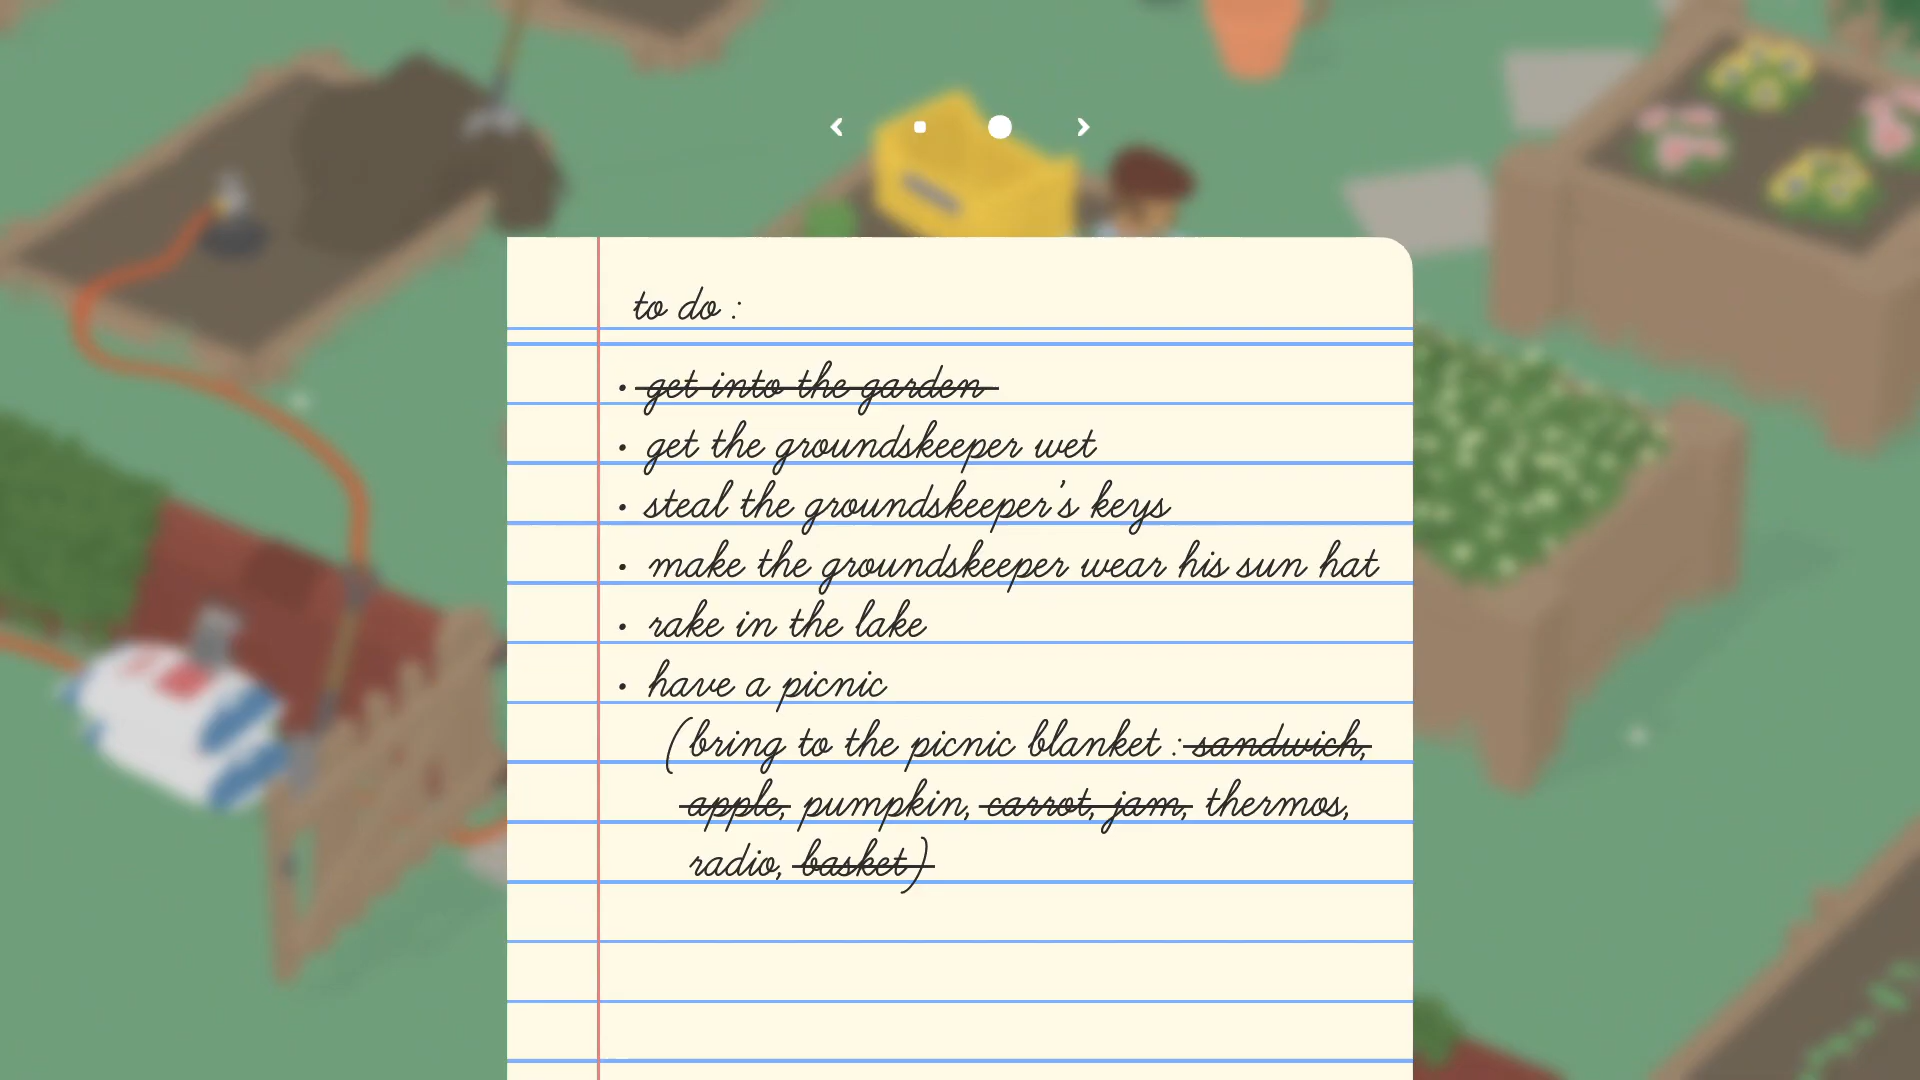 to do :
• get into the garden
• get the groundskeeper wet
• steal the groundskeeper's keys
• make the groundskeeper wear his sun hat
• rake in the lake
• have a picnic
(bring to the picnic blanket : sandwich,
apple, pumpkin, carrot, jam, thermos,
radio, basket)